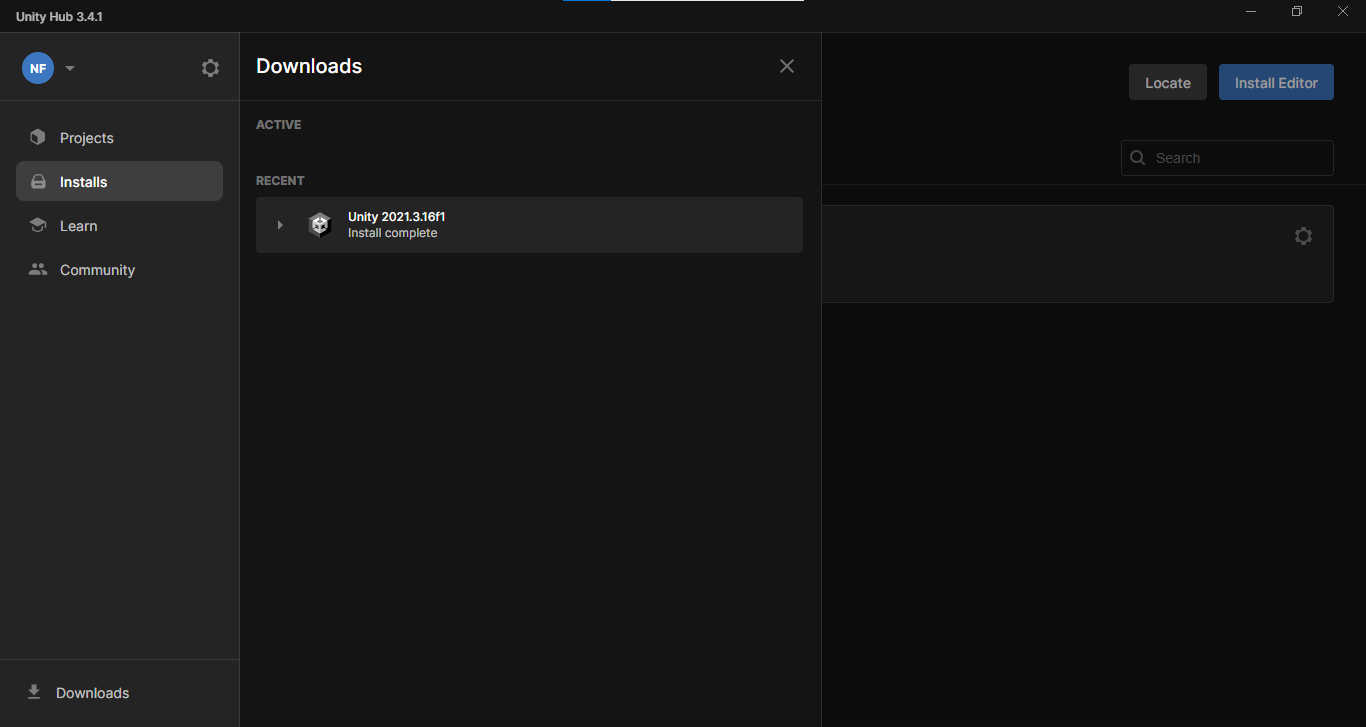 Unity Hub 3.4.1
NF
Projects
Installs
Learn
Community
Downloads
Downloads
ACTIVE
RECENT
Unity 2021.3.16f1
Install complete
Locate
Install Editor
Search